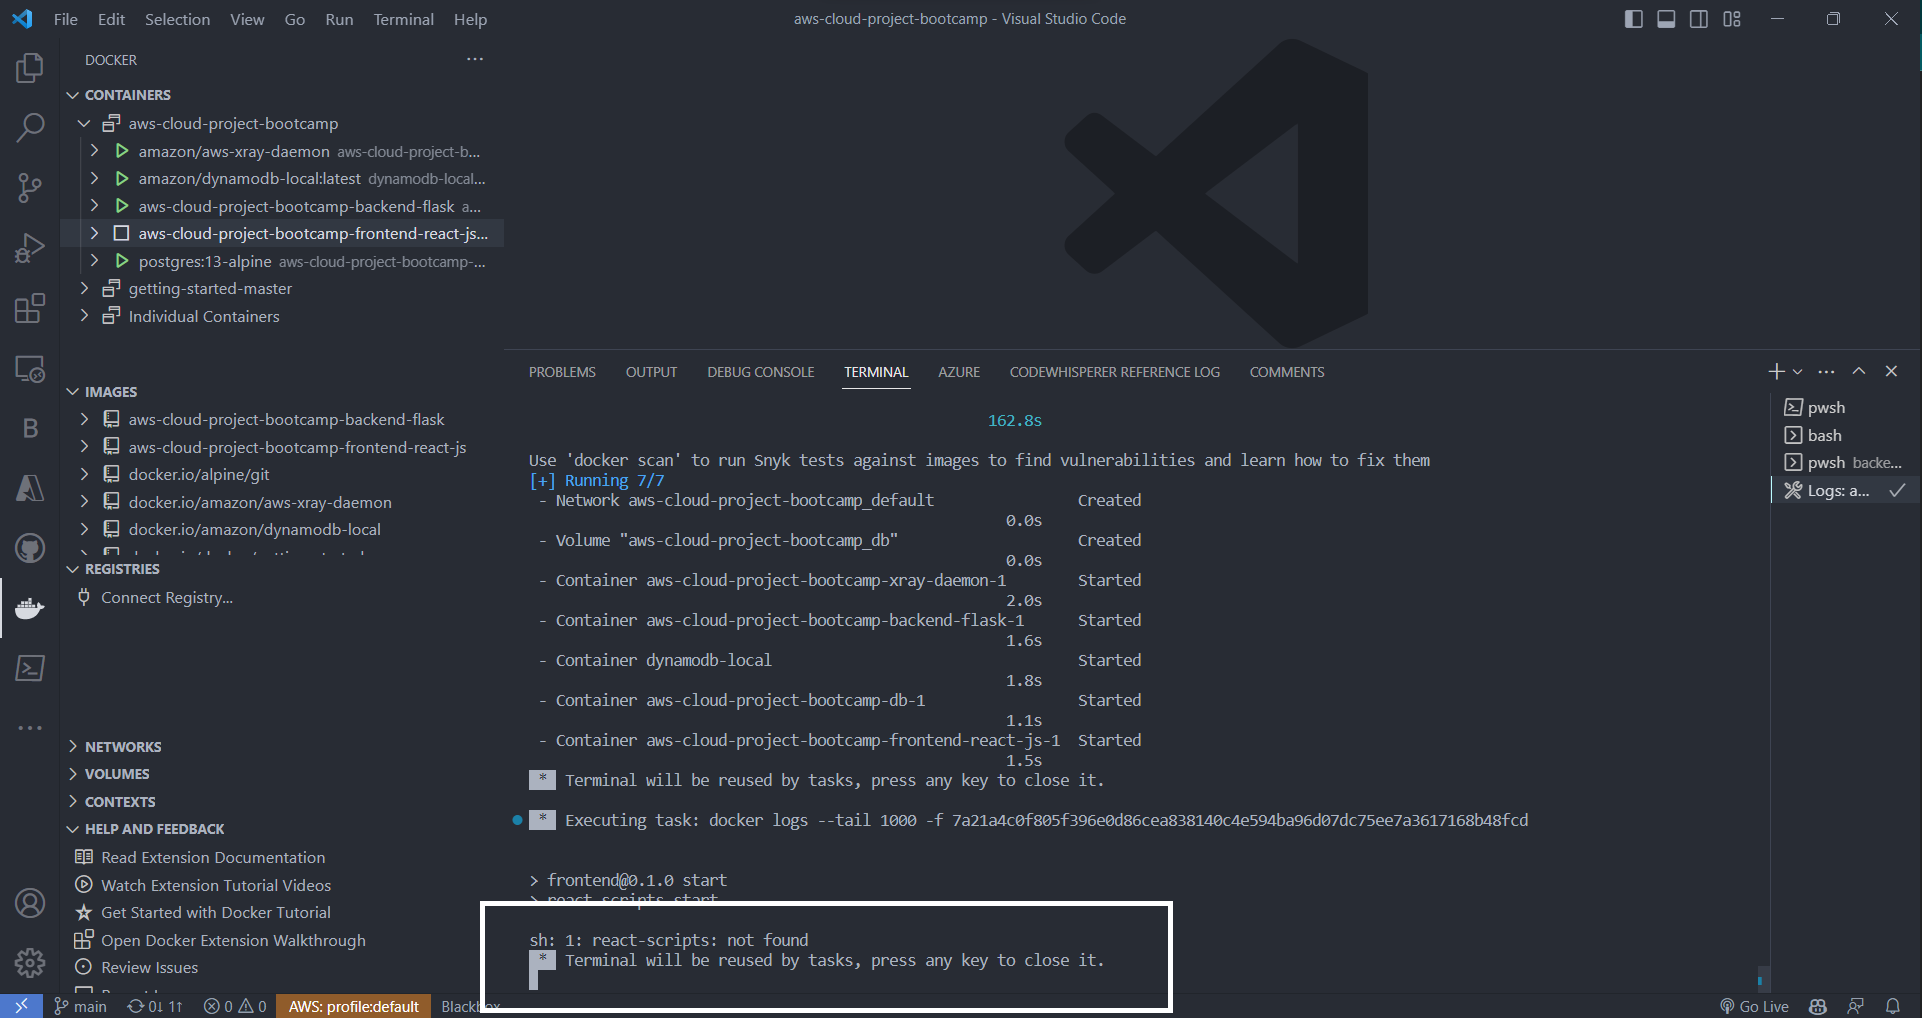 File Edit Selection View Go Run Terminal Help
aws-cloud-project-bootcamp - Visual Studio Code
DOCKER
CONTAINERS
aws-cloud-project-bootcamp
amazon/aws-xray-daemon aws-cloud-project-b...
amazon/dynamodb-local:latest dynamodb-local...
aws-cloud-project-bootcamp-backend-flask a...
aws-cloud-project-bootcamp-frontend-react-js...
postgres:13-alpine aws-cloud-project-bootcamp-...
getting-started-master
Individual Containers
IMAGES
aws-cloud-project-bootcamp-backend-flask
aws-cloud-project-bootcamp-frontend-react-js
docker.io/alpine/git
docker.io/amazon/aws-xray-daemon
docker.io/amazon/dynamodb-local
REGISTRIES
Connect Registry...
NETWORKS
VOLUMES
CONTEXTS
HELP AND FEEDBACK
Read Extension Documentation
Watch Extension Tutorial Videos
Get Started with Docker Tutorial
Open Docker Extension Walkthrough
Review Issues
PROBLEMS OUTPUT DEBUG CONSOLE TERMINAL AZURE CODEWHISPERER REFERENCE LOG COMMENTS
162.8s
Use 'docker scan' to run Snyk tests against images to find vulnerabilities and learn how to fix them
[+] Running 7/7
- Network aws-cloud-project-bootcamp_default Created
0.0s
- Volume "aws-cloud-project-bootcamp_db" Created
0.0s
- Container aws-cloud-project-bootcamp-xray-daemon-1 Started
2.0s
- Container aws-cloud-project-bootcamp-backend-flask-1 Started
1.6s
- Container dynamodb-local Started
1.8s
- Container aws-cloud-project-bootcamp-db-1 Started
1.1s
- Container aws-cloud-project-bootcamp-frontend-react-js-1 Started
1.5s
* Terminal will be reused by tasks, press any key to close it.
* Executing task: docker logs --tail 1000 -f 7a21a4c0f805f396e0d86cea838140c4e594ba96d07dc75ee7a3617168b48fcd
> frontend@0.1.0 start
> react-scripts start
sh: 1: react-scripts: not found
* Terminal will be reused by tasks, press any key to close it.
pwsh
bash
pwsh backe...
Logs: a...
main 0↓ 1↑ 0 0 AWS: profile:default Blackbox
Go Live